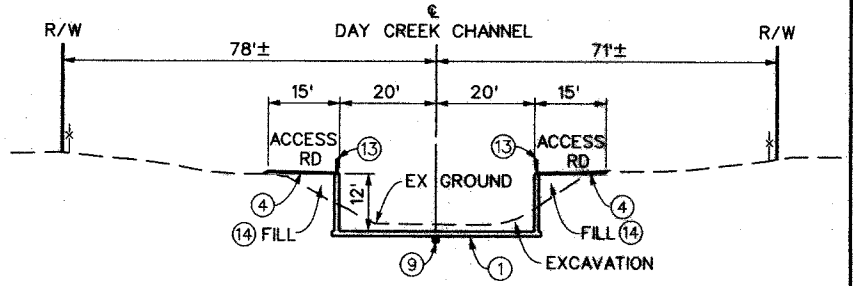 ℄
DAY CREEK CHANNEL
R/W
R/W
78'±
71'±
15'
20'
20'
15'
ACCESS
RD
13
13
ACCESS
RD
EX GROUND
12'
4
4
14 FILL
FILL 14
EXCAVATION
9
1